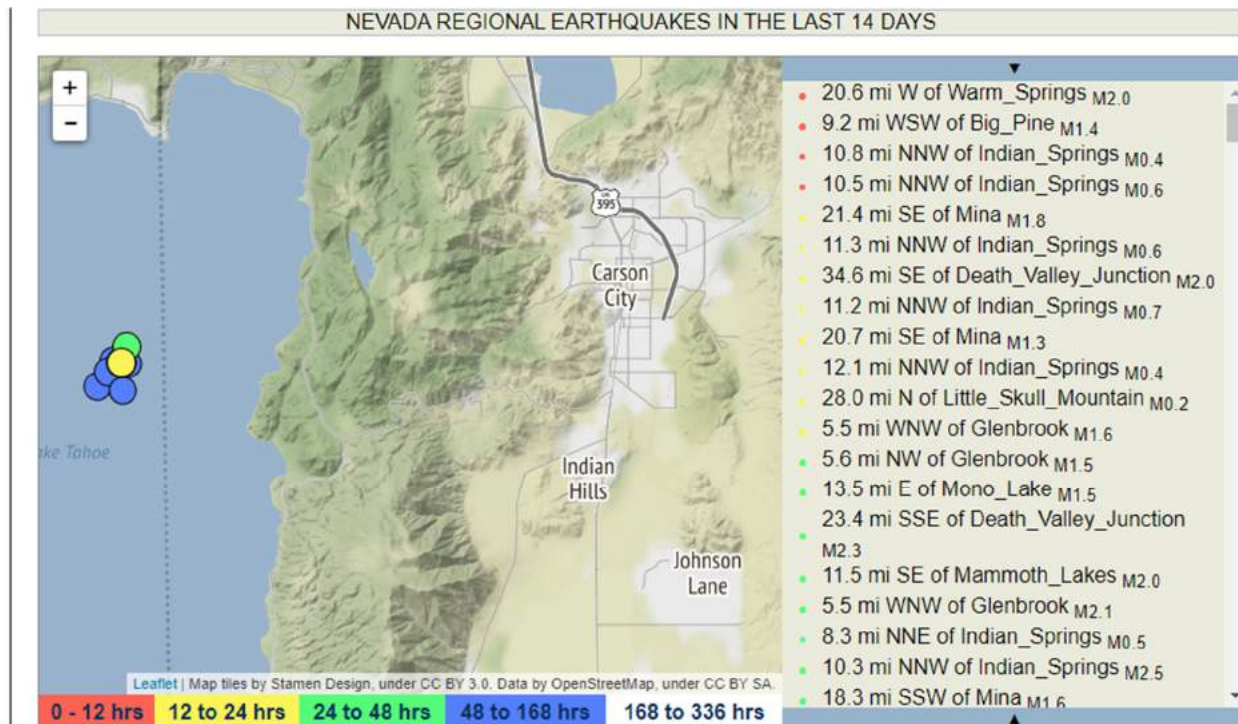 NEVADA REGIONAL EARTHQUAKES IN THE LAST 14 DAYS
+
−
US
395
Carson
City
ke Tahoe
Indian
Hills
Johnson
Lane
Leaflet | Map tiles by Stamen Design, under CC BY 3.0. Data by OpenStreetMap, under CC BY SA.
0 - 12 hrs 12 to 24 hrs 24 to 48 hrs 48 to 168 hrs 168 to 336 hrs
▼
20.6 mi W of Warm_Springs M2.0
9.2 mi WSW of Big_Pine M1.4
10.8 mi NNW of Indian_Springs M0.4
10.5 mi NNW of Indian_Springs M0.6
21.4 mi SE of Mina M1.8
11.3 mi NNW of Indian_Springs M0.6
34.6 mi SE of Death_Valley_Junction M2.0
11.2 mi NNW of Indian_Springs M0.7
20.7 mi SE of Mina M1.3
12.1 mi NNW of Indian_Springs M0.4
28.0 mi N of Little_Skull_Mountain M0.2
5.5 mi WNW of Glenbrook M1.6
5.6 mi NW of Glenbrook M1.5
13.5 mi E of Mono_Lake M1.5
23.4 mi SSE of Death_Valley_Junction
M2.3
11.5 mi SE of Mammoth_Lakes M2.0
5.5 mi WNW of Glenbrook M2.1
8.3 mi NNE of Indian_Springs M0.5
10.3 mi NNW of Indian_Springs M2.5
18.3 mi SSW of Mina M1.6
▲